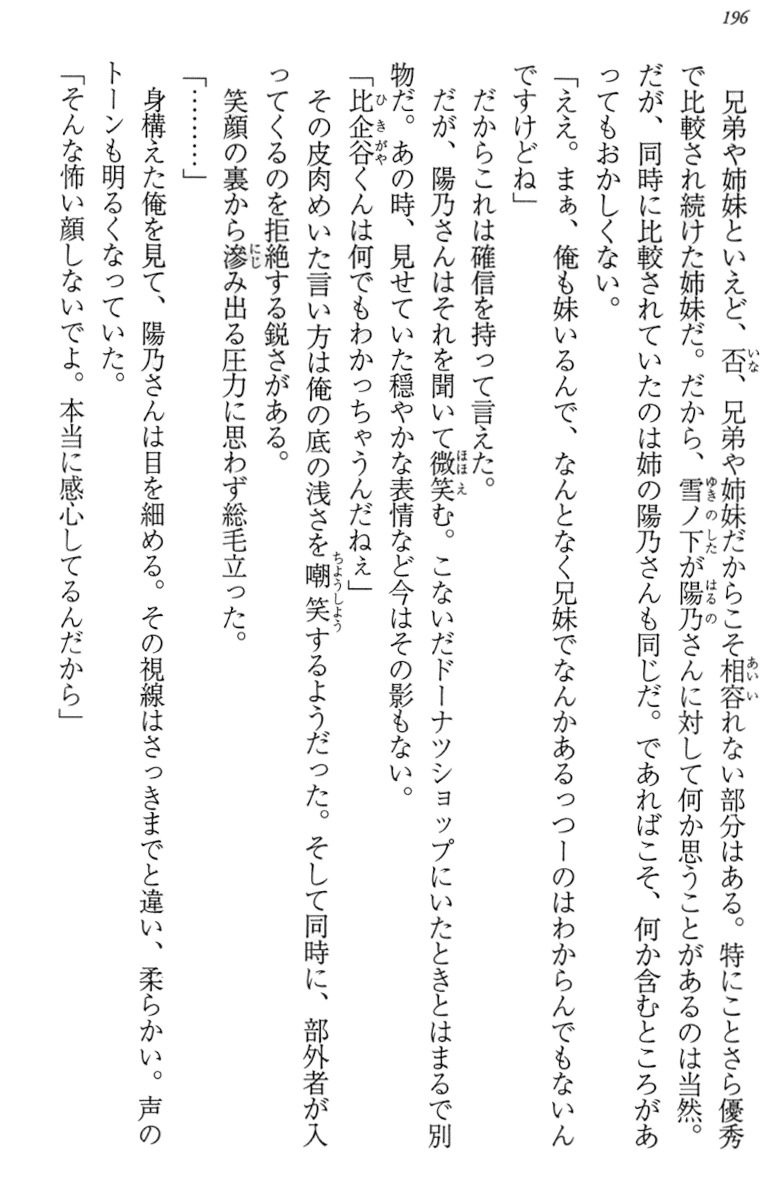 196
兄弟や姉妹といえど、否、兄弟や姉妹だからこそ相容れない部分はある。特にことさら優秀
で比較され続けた姉妹だ。だから、雪ノ下が陽乃さんに対して何か思うことがあるのは当然。
だが、同時に比較されていたのは姉の陽乃さんも同じだ。であればこそ、何か含むところがあ
ってもおかしくない。
「ええ。まぁ、俺も妹いるんで、なんとなく兄妹でなんかあるっつーのはわからんでもないん
ですけどね」
だからこれは確信を持って言えた。
だが、陽乃さんはそれを聞いて微笑む。こないだドーナツショップにいたときとはまるで別
物だ。あの時、見せていた穏やかな表情など今はその影もない。
「比企谷くんは何でもわかっちゃうんだねぇ」
その皮肉めいた言い方は俺の底の浅さを嘲笑するようだった。そして同時に、部外者が入
ってくるのを拒絶する鋭さがある。
笑顔の裏から滲み出る圧力に思わず総毛立った。
「………」
身構えた俺を見て、陽乃さんは目を細める。その視線はさっきまでと違い、柔らかい。声の
トーンも明るくなっていた。
「そんな怖い顔しないでよ。本当に感心してるんだから」